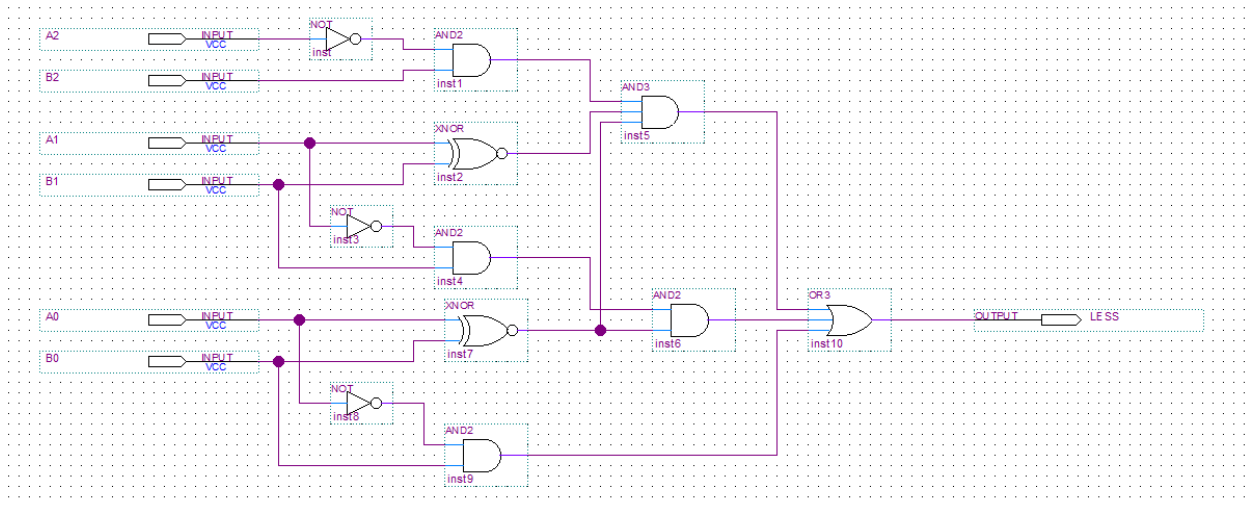 A2
INPUT
VCC
NOT
inst
AND2
inst1
B2
INPUT
VCC
AND3
inst5
A1
INPUT
VCC
XNOR
inst2
B1
INPUT
VCC
NOT
inst3
AND2
inst4
A0
INPUT
VCC
XNOR
inst7
AND2
inst6
OR3
inst10
OUTPUT
LESS
B0
INPUT
VCC
NOT
inst8
AND2
inst9